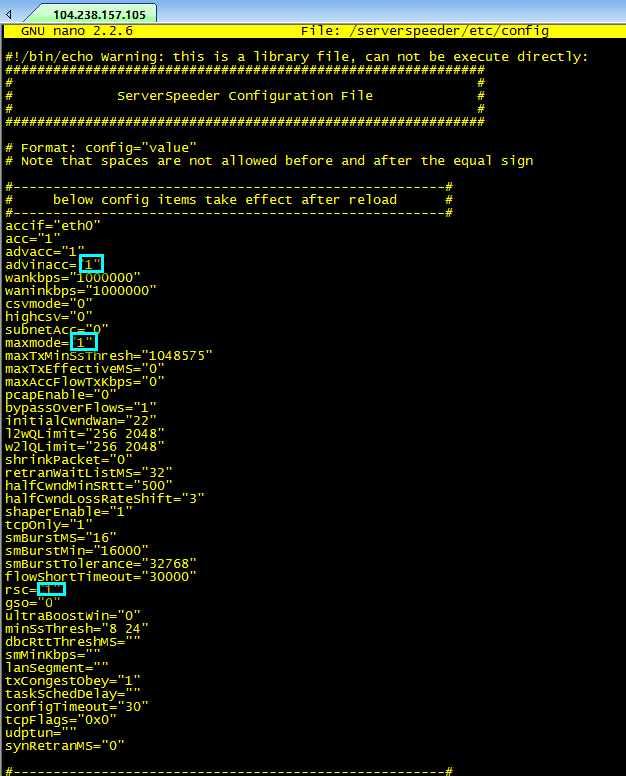 104.238.157.105
GNU nano 2.2.6 File: /serverspeeder/etc/config
#!/bin/echo Warning: this is a library file, can not be execute directly:
############################################################
# #
# ServerSpeeder Configuration File #
# #
############################################################
# Format: config="value"
# Note that spaces are not allowed before and after the equal sign
#------------------------------------------------------#
# below config items take effect after reload #
#------------------------------------------------------#
accif="eth0"
acc="1"
advacc="1"
advinacc="1"
wankbps="1000000"
waninkbps="1000000"
csvmode="0"
highcsv="0"
subnetAcc="0"
maxmode="1"
maxTxMinSsThresh="1048575"
maxTxEffectiveMS="0"
maxAccFlowTxKbps="0"
pcapEnable="0"
bypassOverFlows="1"
initialCwndWan="22"
l2wQLimit="256 2048"
w2lQLimit="256 2048"
shrinkPacket="0"
retranWaitListMS="32"
halfCwndMinSRtt="500"
halfCwndLossRateShift="3"
shaperEnable="1"
tcpOnly="1"
smBurstMS="16"
smBurstMin="16000"
smBurstTolerance="32768"
flowShortTimeout="30000"
rsc="1"
gso="0"
ultraBoostWin="0"
minSsThresh="8 24"
dbcRttThreshMS=""
smMinKbps=""
lanSegment=""
txCongestObey="1"
taskSchedDelay=""
configTimeout="30"
tcpFlags="0x0"
udptun=""
synRetranMS="0"
#------------------------------------------------------#